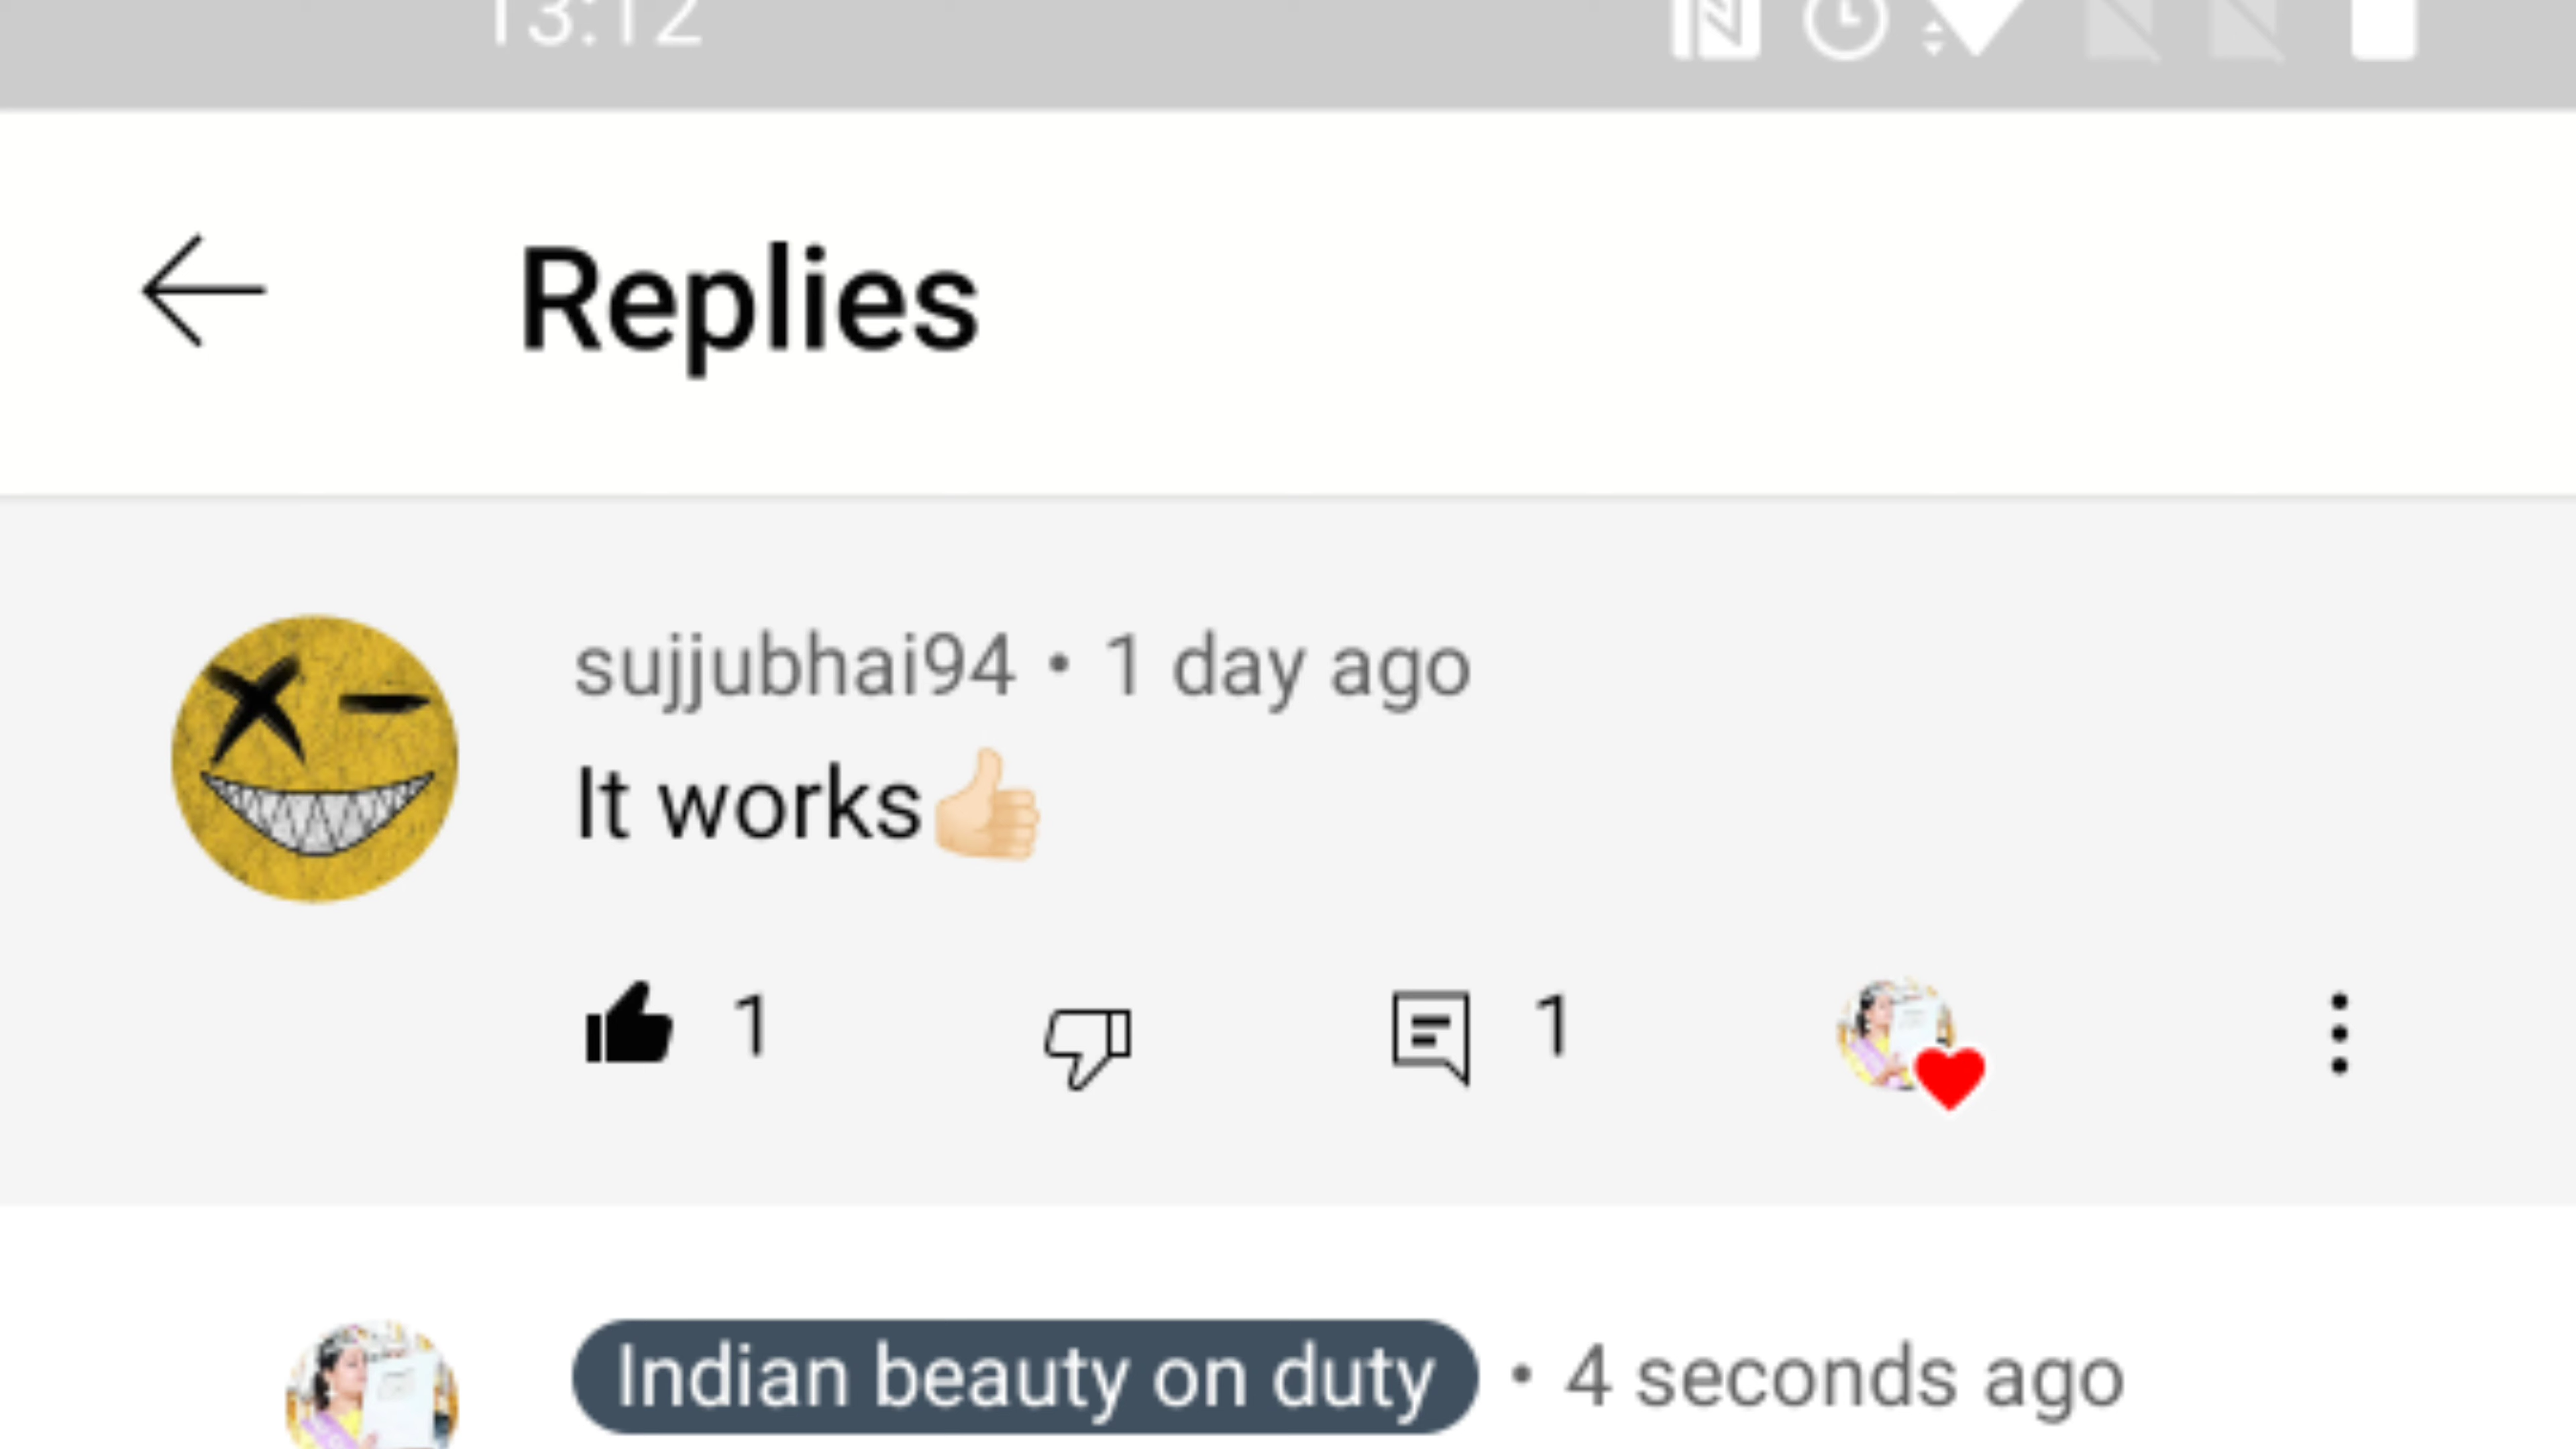 13:12
Replies
sujjubhai94 • 1 day ago
It works👍🏻
1 1
Indian beauty on duty • 4 seconds ago